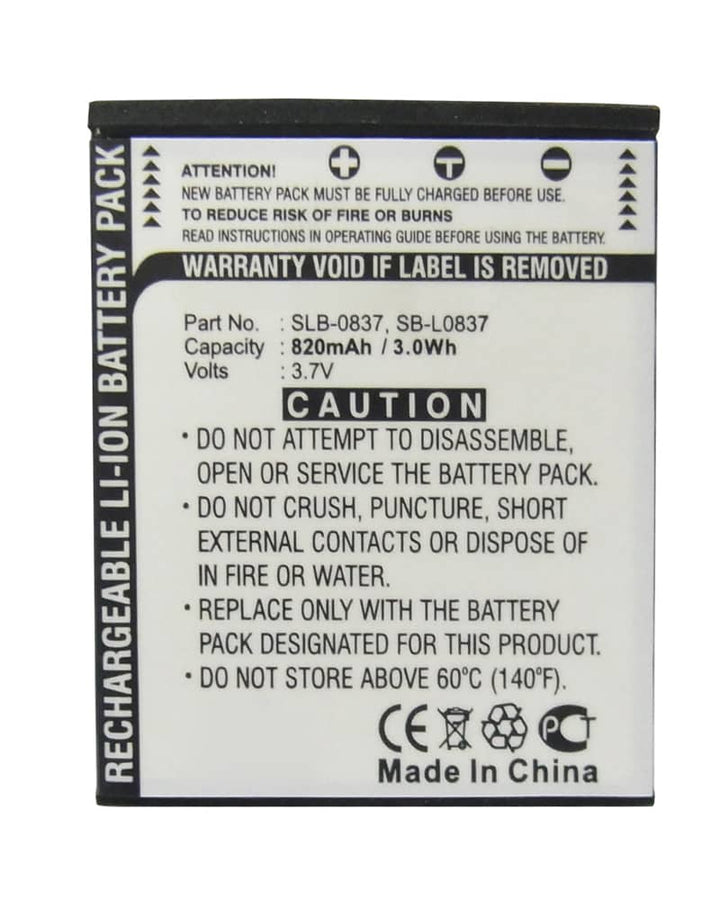 RECHARGEABLE LI-ION BATTERY PACK
+ T −
ATTENTION!
NEW BATTERY PACK MUST BE FULLY CHARGED BEFORE USE.
TO REDUCE RISK OF FIRE OR BURNS
READ INSTRUCTIONS IN OPERATING GUIDE BEFORE USING THE BATTERY.
WARRANTY VOID IF LABEL IS REMOVED
Part No. : SLB-0837, SB-L0837
Capacity : 820mAh / 3.0Wh
Volts : 3.7V
CAUTION
• DO NOT ATTEMPT TO DISASSEMBLE,
OPEN OR SERVICE THE BATTERY PACK.
• DO NOT CRUSH, PUNCTURE, SHORT
EXTERNAL CONTACTS OR DISPOSE OF
IN FIRE OR WATER.
• REPLACE ONLY WITH THE BATTERY
PACK DESIGNATED FOR THIS PRODUCT.
• DO NOT STORE ABOVE 60°C (140°F).
CE PCT
Made In China